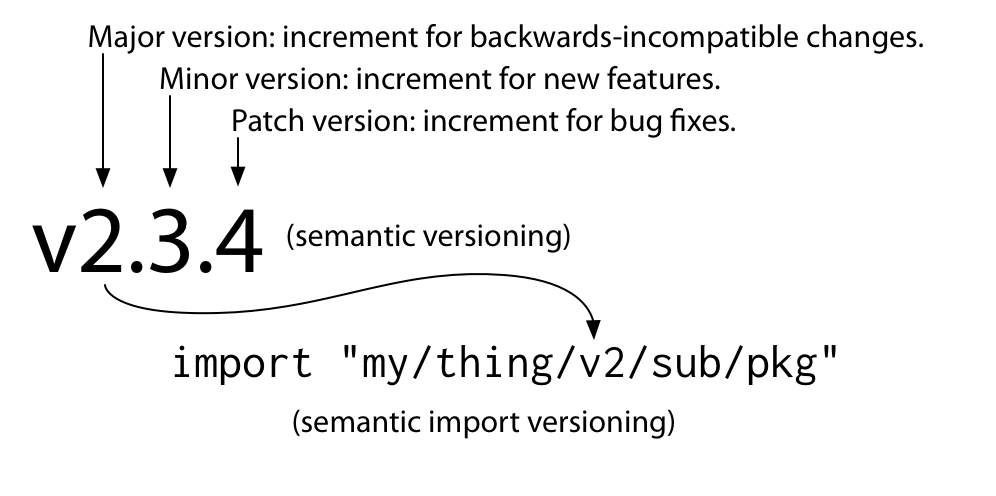 Major version: increment for backwards-incompatible changes.
Minor version: increment for new features.
Patch version: increment for bug fixes.
v2.3.4 (semantic versioning)
import "my/thing/v2/sub/pkg"
(semantic import versioning)